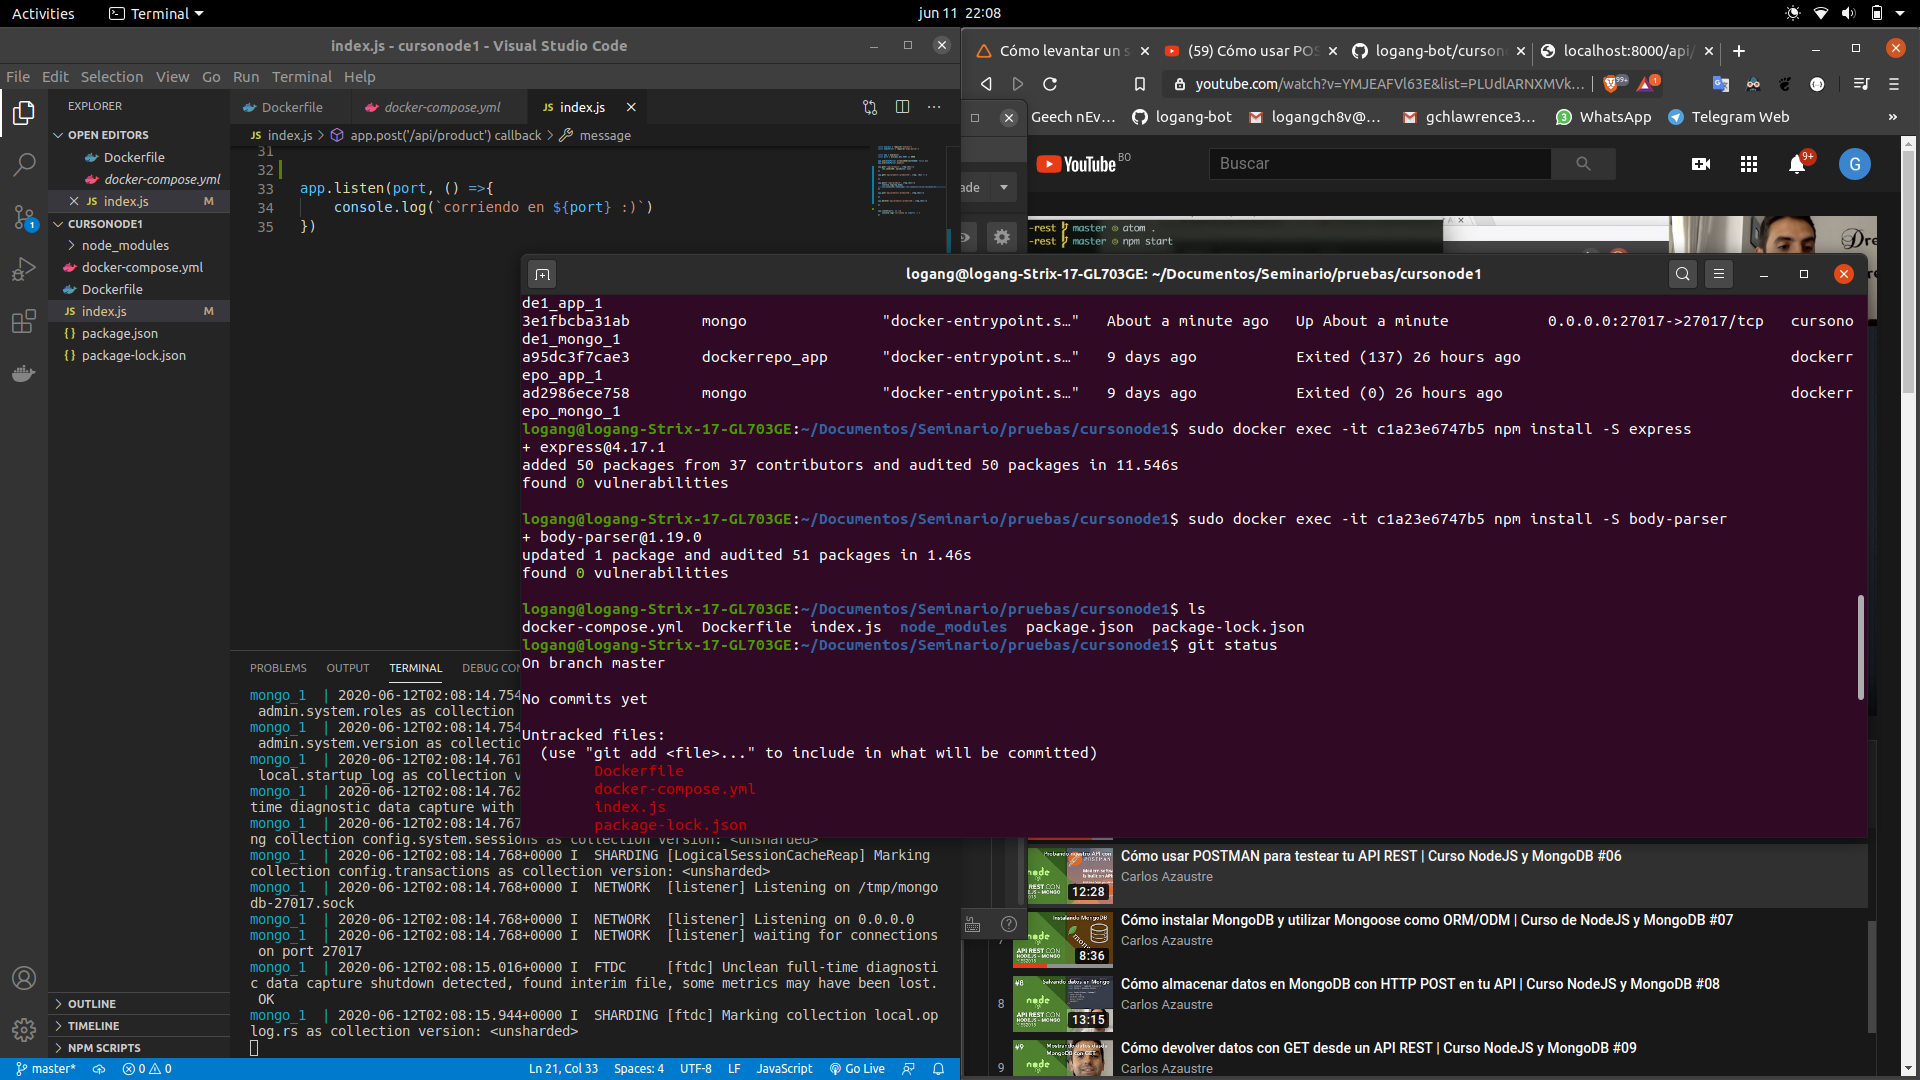 Activities
Terminal
jun 11 22:08
index.js - cursonode1 - Visual Studio Code
File Edit Selection View Go Run Terminal Help
EXPLORER
OPEN EDITORS
Dockerfile
docker-compose.yml
index.js M
CURSONODE1
node_modules
docker-compose.yml
Dockerfile
index.js M
package.json
package-lock.json
OUTLINE
TIMELINE
NPM SCRIPTS
1
Dockerfile docker-compose.yml index.js
index.js > app.post('/api/product') callback > message
31
32
33 app.listen(port, () =>{
34 console.log(`corriendo en ${port} :)`)
35 })
PROBLEMS OUTPUT TERMINAL DEBUG CON
mongo_1 | 2020-06-12T02:08:14.754
admin.system.roles as collection
mongo_1 | 2020-06-12T02:08:14.754
admin.system.version as collectio
mongo_1 | 2020-06-12T02:08:14.761
local.startup_log as collection v
mongo_1 | 2020-06-12T02:08:14.762
time diagnostic data capture with
mongo_1 | 2020-06-12T02:08:14.767
ng collection config.system.sessions as collection version: <unsharded>
mongo_1 | 2020-06-12T02:08:14.768+0000 I SHARDING [LogicalSessionCacheReap] Marking
collection config.transactions as collection version: <unsharded>
mongo_1 | 2020-06-12T02:08:14.768+0000 I NETWORK [listener] Listening on /tmp/mongo
db-27017.sock
mongo_1 | 2020-06-12T02:08:14.768+0000 I NETWORK [listener] Listening on 0.0.0.0
mongo_1 | 2020-06-12T02:08:14.768+0000 I NETWORK [listener] waiting for connections
on port 27017
mongo_1 | 2020-06-12T02:08:15.016+0000 I FTDC [ftdc] Unclean full-time diagnosti
c data capture shutdown detected, found interim file, some metrics may have been lost.
OK
mongo_1 | 2020-06-12T02:08:15.944+0000 I SHARDING [ftdc] Marking collection local.op
log.rs as collection version: <unsharded>
master* 0 0 Ln 21, Col 33 Spaces: 4 UTF-8 LF JavaScript Go Live
logang@logang-Strix-17-GL703GE: ~/Documentos/Seminario/pruebas/cursonode1
de1_app_1
3e1fbcba31ab mongo "docker-entrypoint.s…" About a minute ago Up About a minute 0.0.0.0:27017->27017/tcp cursono
de1_mongo_1
a95dc3f7cae3 dockerrepo_app "docker-entrypoint.s…" 9 days ago Exited (137) 26 hours ago dockerr
epo_app_1
ad2986ece758 mongo "docker-entrypoint.s…" 9 days ago Exited (0) 26 hours ago dockerr
epo_mongo_1
logang@logang-Strix-17-GL703GE:~/Documentos/Seminario/pruebas/cursonode1$ sudo docker exec -it c1a23e6747b5 npm install -S express
+ express@4.17.1
added 50 packages from 37 contributors and audited 50 packages in 11.546s
found 0 vulnerabilities
logang@logang-Strix-17-GL703GE:~/Documentos/Seminario/pruebas/cursonode1$ sudo docker exec -it c1a23e6747b5 npm install -S body-parser
+ body-parser@1.19.0
updated 1 package and audited 51 packages in 1.46s
found 0 vulnerabilities
logang@logang-Strix-17-GL703GE:~/Documentos/Seminario/pruebas/cursonode1$ ls
docker-compose.yml Dockerfile index.js node_modules package.json package-lock.json
logang@logang-Strix-17-GL703GE:~/Documentos/Seminario/pruebas/cursonode1$ git status
On branch master
No commits yet
Untracked files:
(use "git add <file>..." to include in what will be committed)
Dockerfile
docker-compose.yml
index.js
package-lock.json
Cómo levantar un s (59) Cómo usar POS logang-bot/curson localhost:8000/api/
youtube.com/watch?v=YMJEAFVl63E&list=PLUdlARNXMVk…
99+
1
Geech nEv… logang-bot logangch8v@… gchlawrence3… WhatsApp Telegram Web »
YouTube BO
Buscar
9+
G
ade
-rest master atom .
-rest master npm start
Dre
Cómo usar POSTMAN para testear tu API REST | Curso NodeJS y MongoDB #06
Carlos Azaustre
12:28
7
Instalando MongoDB
Cómo instalar MongoDB y utilizar Mongoose como ORM/ODM | Curso de NodeJS y MongoDB #07
Carlos Azaustre
8:36
8
#8
Salvando datos en Mongo
Cómo almacenar datos en MongoDB con HTTP POST en tu API | Curso NodeJS y MongoDB #08
Carlos Azaustre
13:15
9
#9
Mostrando datos desde
MongoDB con GET
Cómo devolver datos con GET desde un API REST | Curso NodeJS y MongoDB #09
Carlos Azaustre